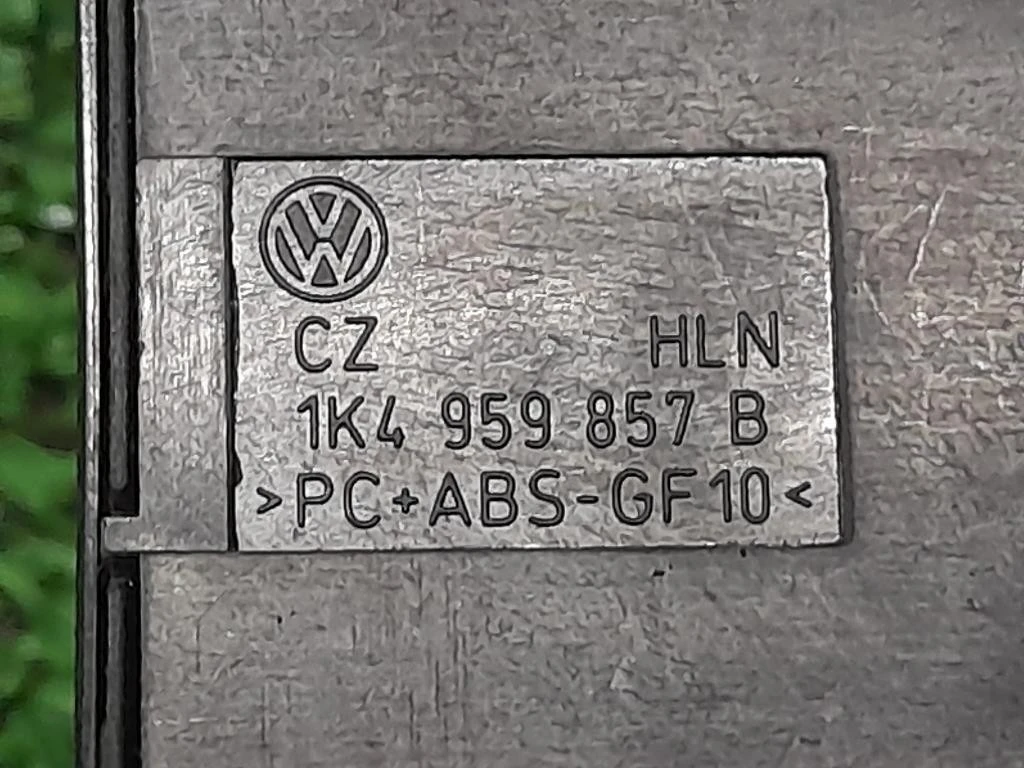 CZ HLN
1K4 959 857 B
>PC+ABS-GF10<